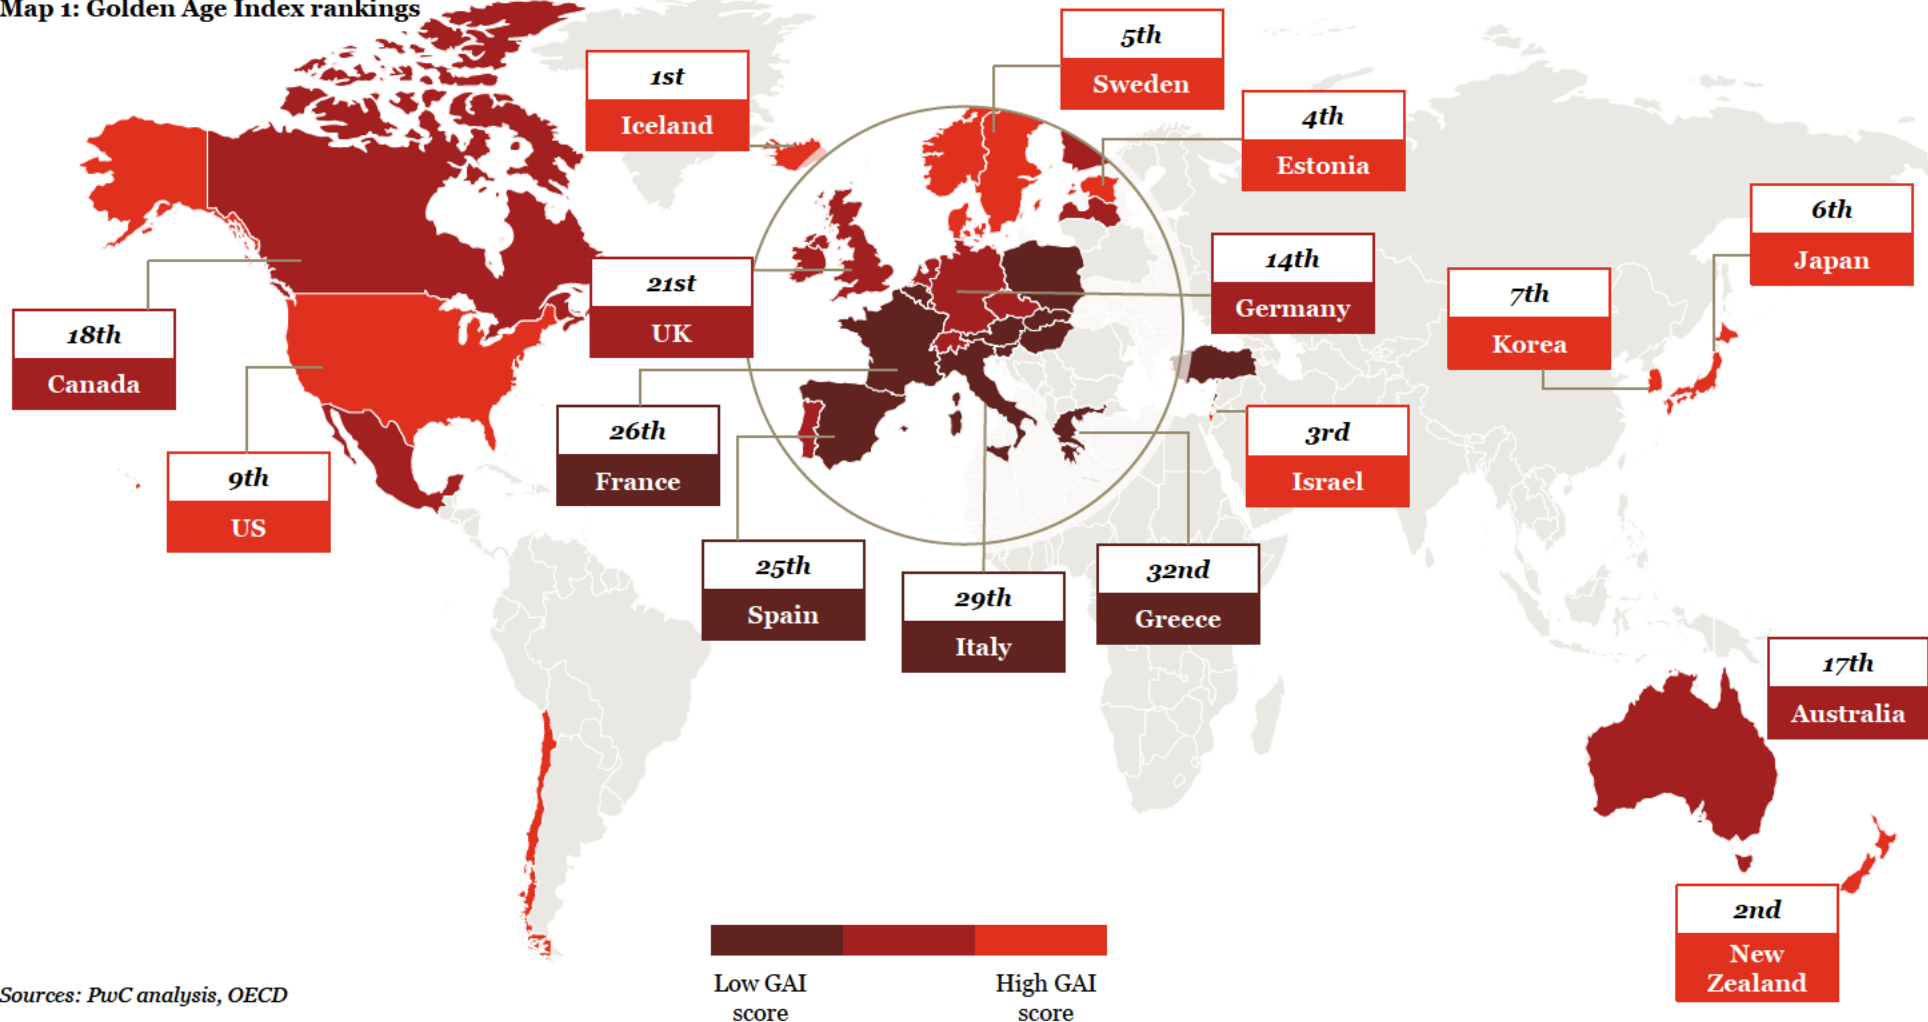 Map 1: Golden Age Index rankings
1st
Iceland
5th
Sweden
4th
Estonia
6th
Japan
14th
Germany
7th
Korea
21st
UK
18th
Canada
26th
France
3rd
Israel
9th
US
25th
Spain
29th
Italy
32nd
Greece
17th
Australia
2nd
New
Zealand
Low GAI
score
High GAI
score
Sources: PwC analysis, OECD